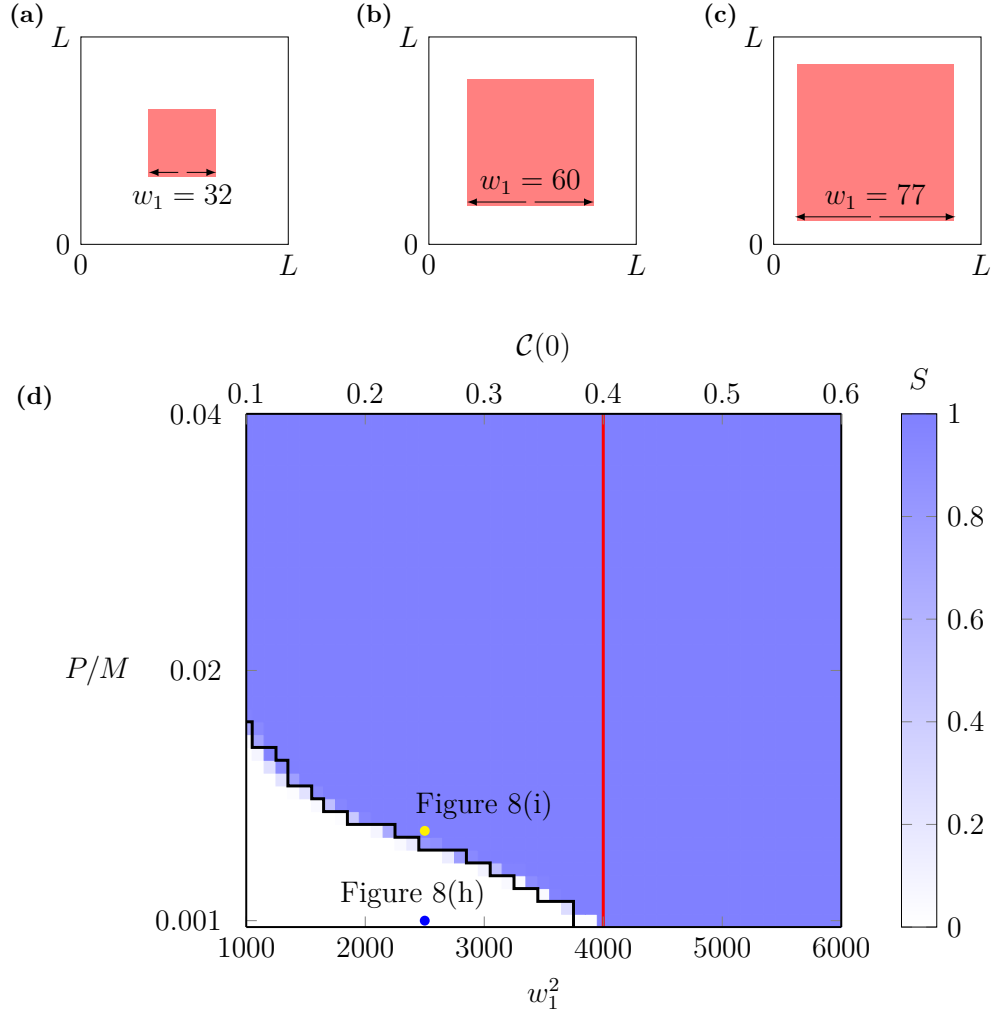 (a) (b) (c)
L L L
w₁ = 32 w₁ = 60 w₁ = 77
0 0 0
0 L 0 L 0 L
𝒞(0)
(d) 0.1 0.2 0.3 0.4 0.5 0.6 S
0.04 1
0.8
P/M 0.02 0.6
0.4
Figure 8(i)
0.2
Figure 8(h)
0.001 0
1000 2000 3000 4000 5000 6000
w₁²